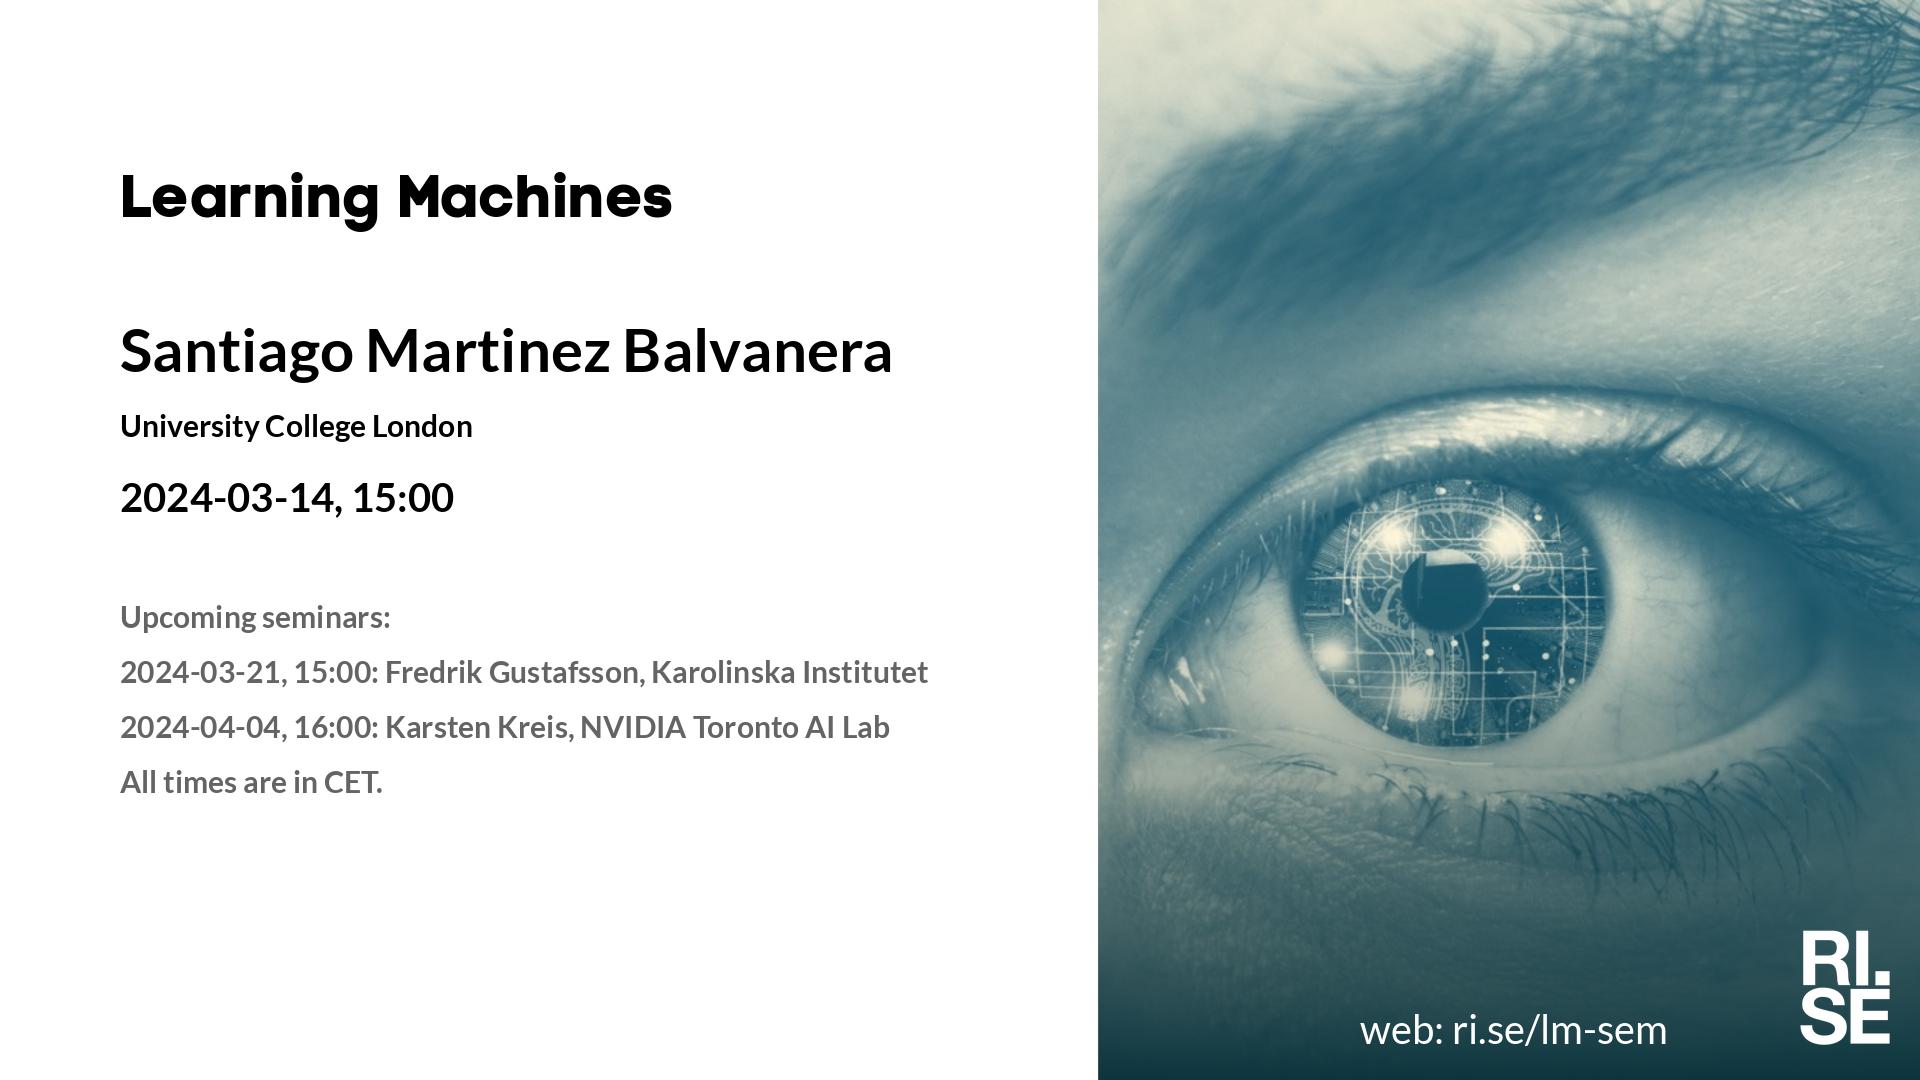 Learning Machines
Santiago Martinez Balvanera
University College London
2024-03-14, 15:00
Upcoming seminars:
2024-03-21, 15:00: Fredrik Gustafsson, Karolinska Institutet
2024-04-04, 16:00: Karsten Kreis, NVIDIA Toronto AI Lab
All times are in CET.
web: ri.se/lm-sem
RI.
SE